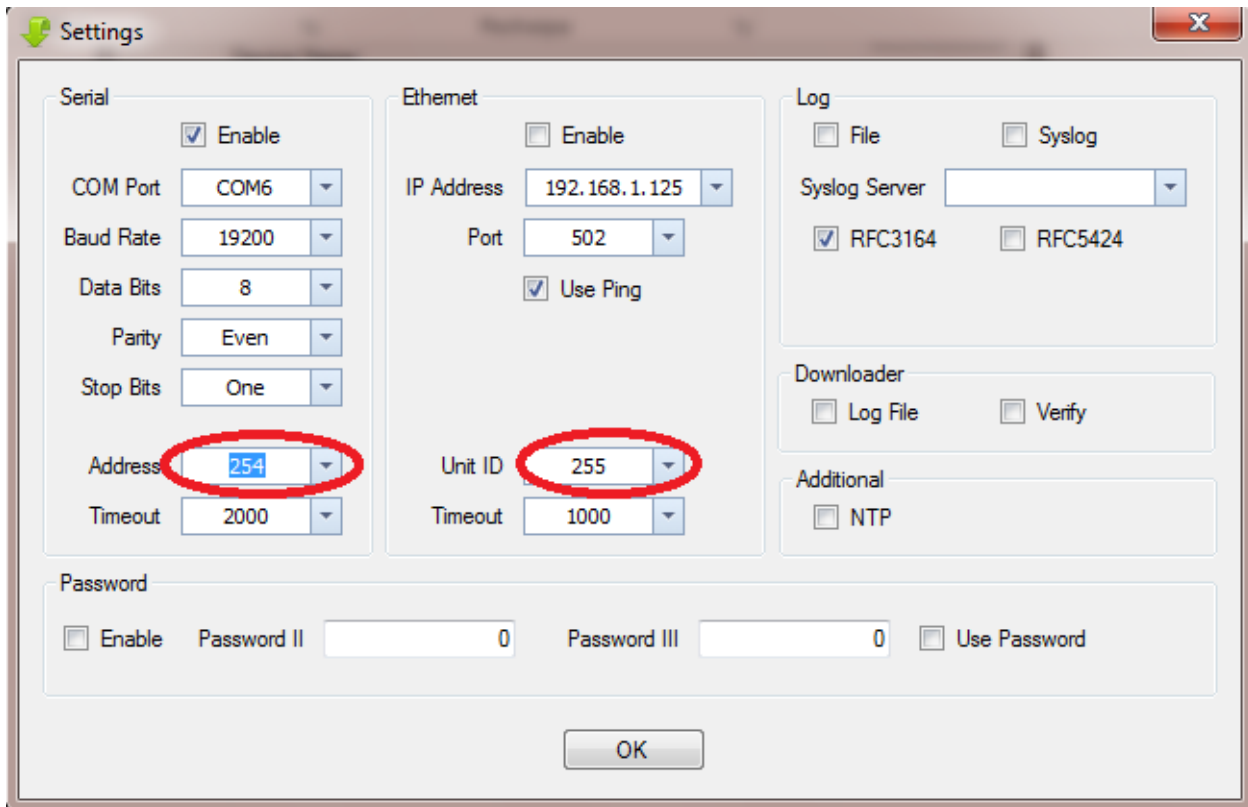 Settings
Serial
Enable
COM Port COM6
Baud Rate 19200
Data Bits 8
Parity Even
Stop Bits One
Address 254
Timeout 2000
Ethernet
Enable
IP Address 192.168.1.125
Port 502
Use Ping
Unit ID 255
Timeout 1000
Log
File Syslog
Syslog Server
RFC3164 RFC5424
Downloader
Log File Verify
Additional
NTP
Password
Enable Password II 0 Password III 0 Use Password
OK